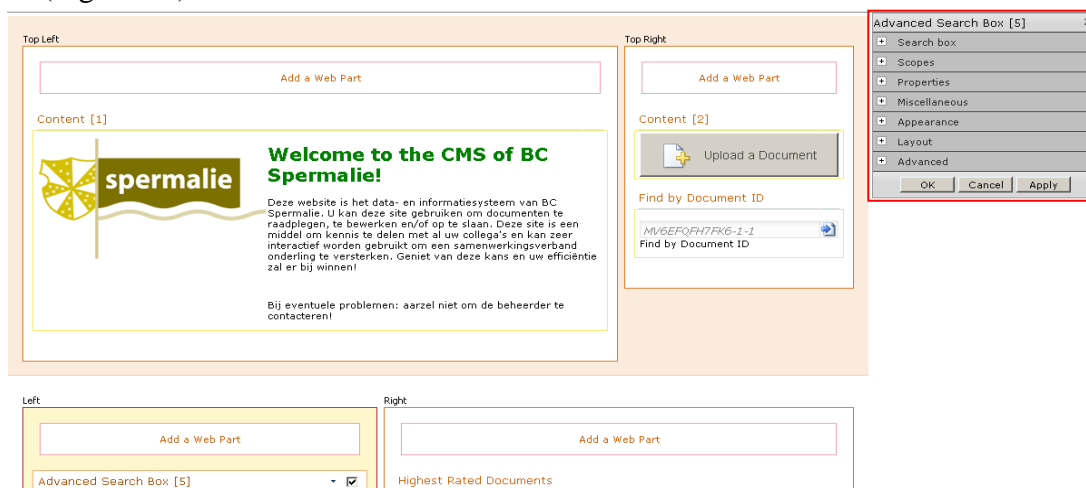 Top Left
Add a Web Part
Content [1]
spermalie
Welcome to the CMS of BC
Spermalie!
Deze website is het data- en informatiesysteem van BC
Spermalie. U kan deze site gebruiken om documenten te
raadplegen, te bewerken en/of op te slaan. Deze site is een
middel om kennis te delen met al uw collega's en kan zeer
interactief worden gebruikt om een samenwerkingsverband
onderling te versterken. Geniet van deze kans en uw efficiëntie
zal er bij winnen!
Bij eventuele problemen: aarzel niet om de beheerder te
contacteren!
Top Right
Add a Web Part
Content [2]
Upload a Document
Find by Document ID
MV6EFQFH7FK6-1-1
Find by Document ID
Advanced Search Box [5]
Search box
Scopes
Properties
Miscellaneous
Appearance
Layout
Advanced
OK Cancel Apply
Left
Add a Web Part
Advanced Search Box [5]
Right
Add a Web Part
Highest Rated Documents